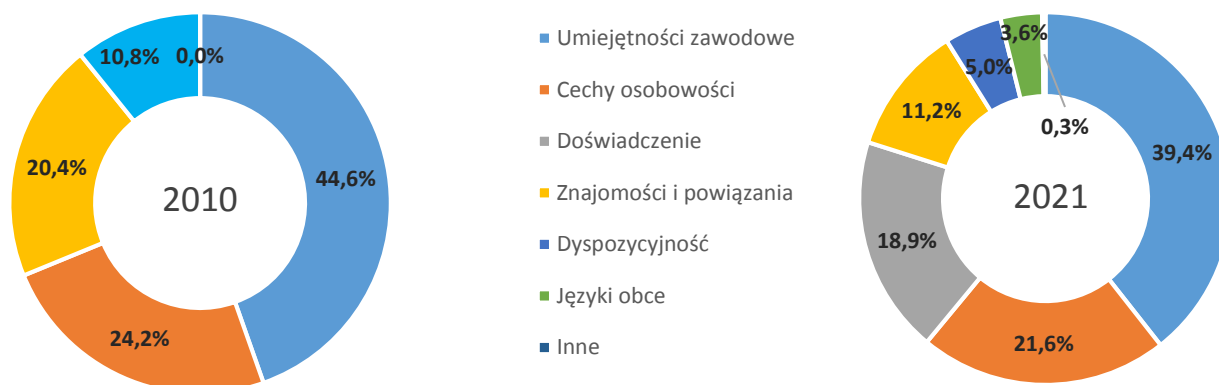 10,8%
0,0%
20,4%
44,6%
2010
24,2%
Umiejętności zawodowe
Cechy osobowości
Doświadczenie
Znajomości i powiązania
Dyspozycyjność
Języki obce
Inne
3,6%
5,0%
11,2%
0,3%
39,4%
2021
18,9%
21,6%